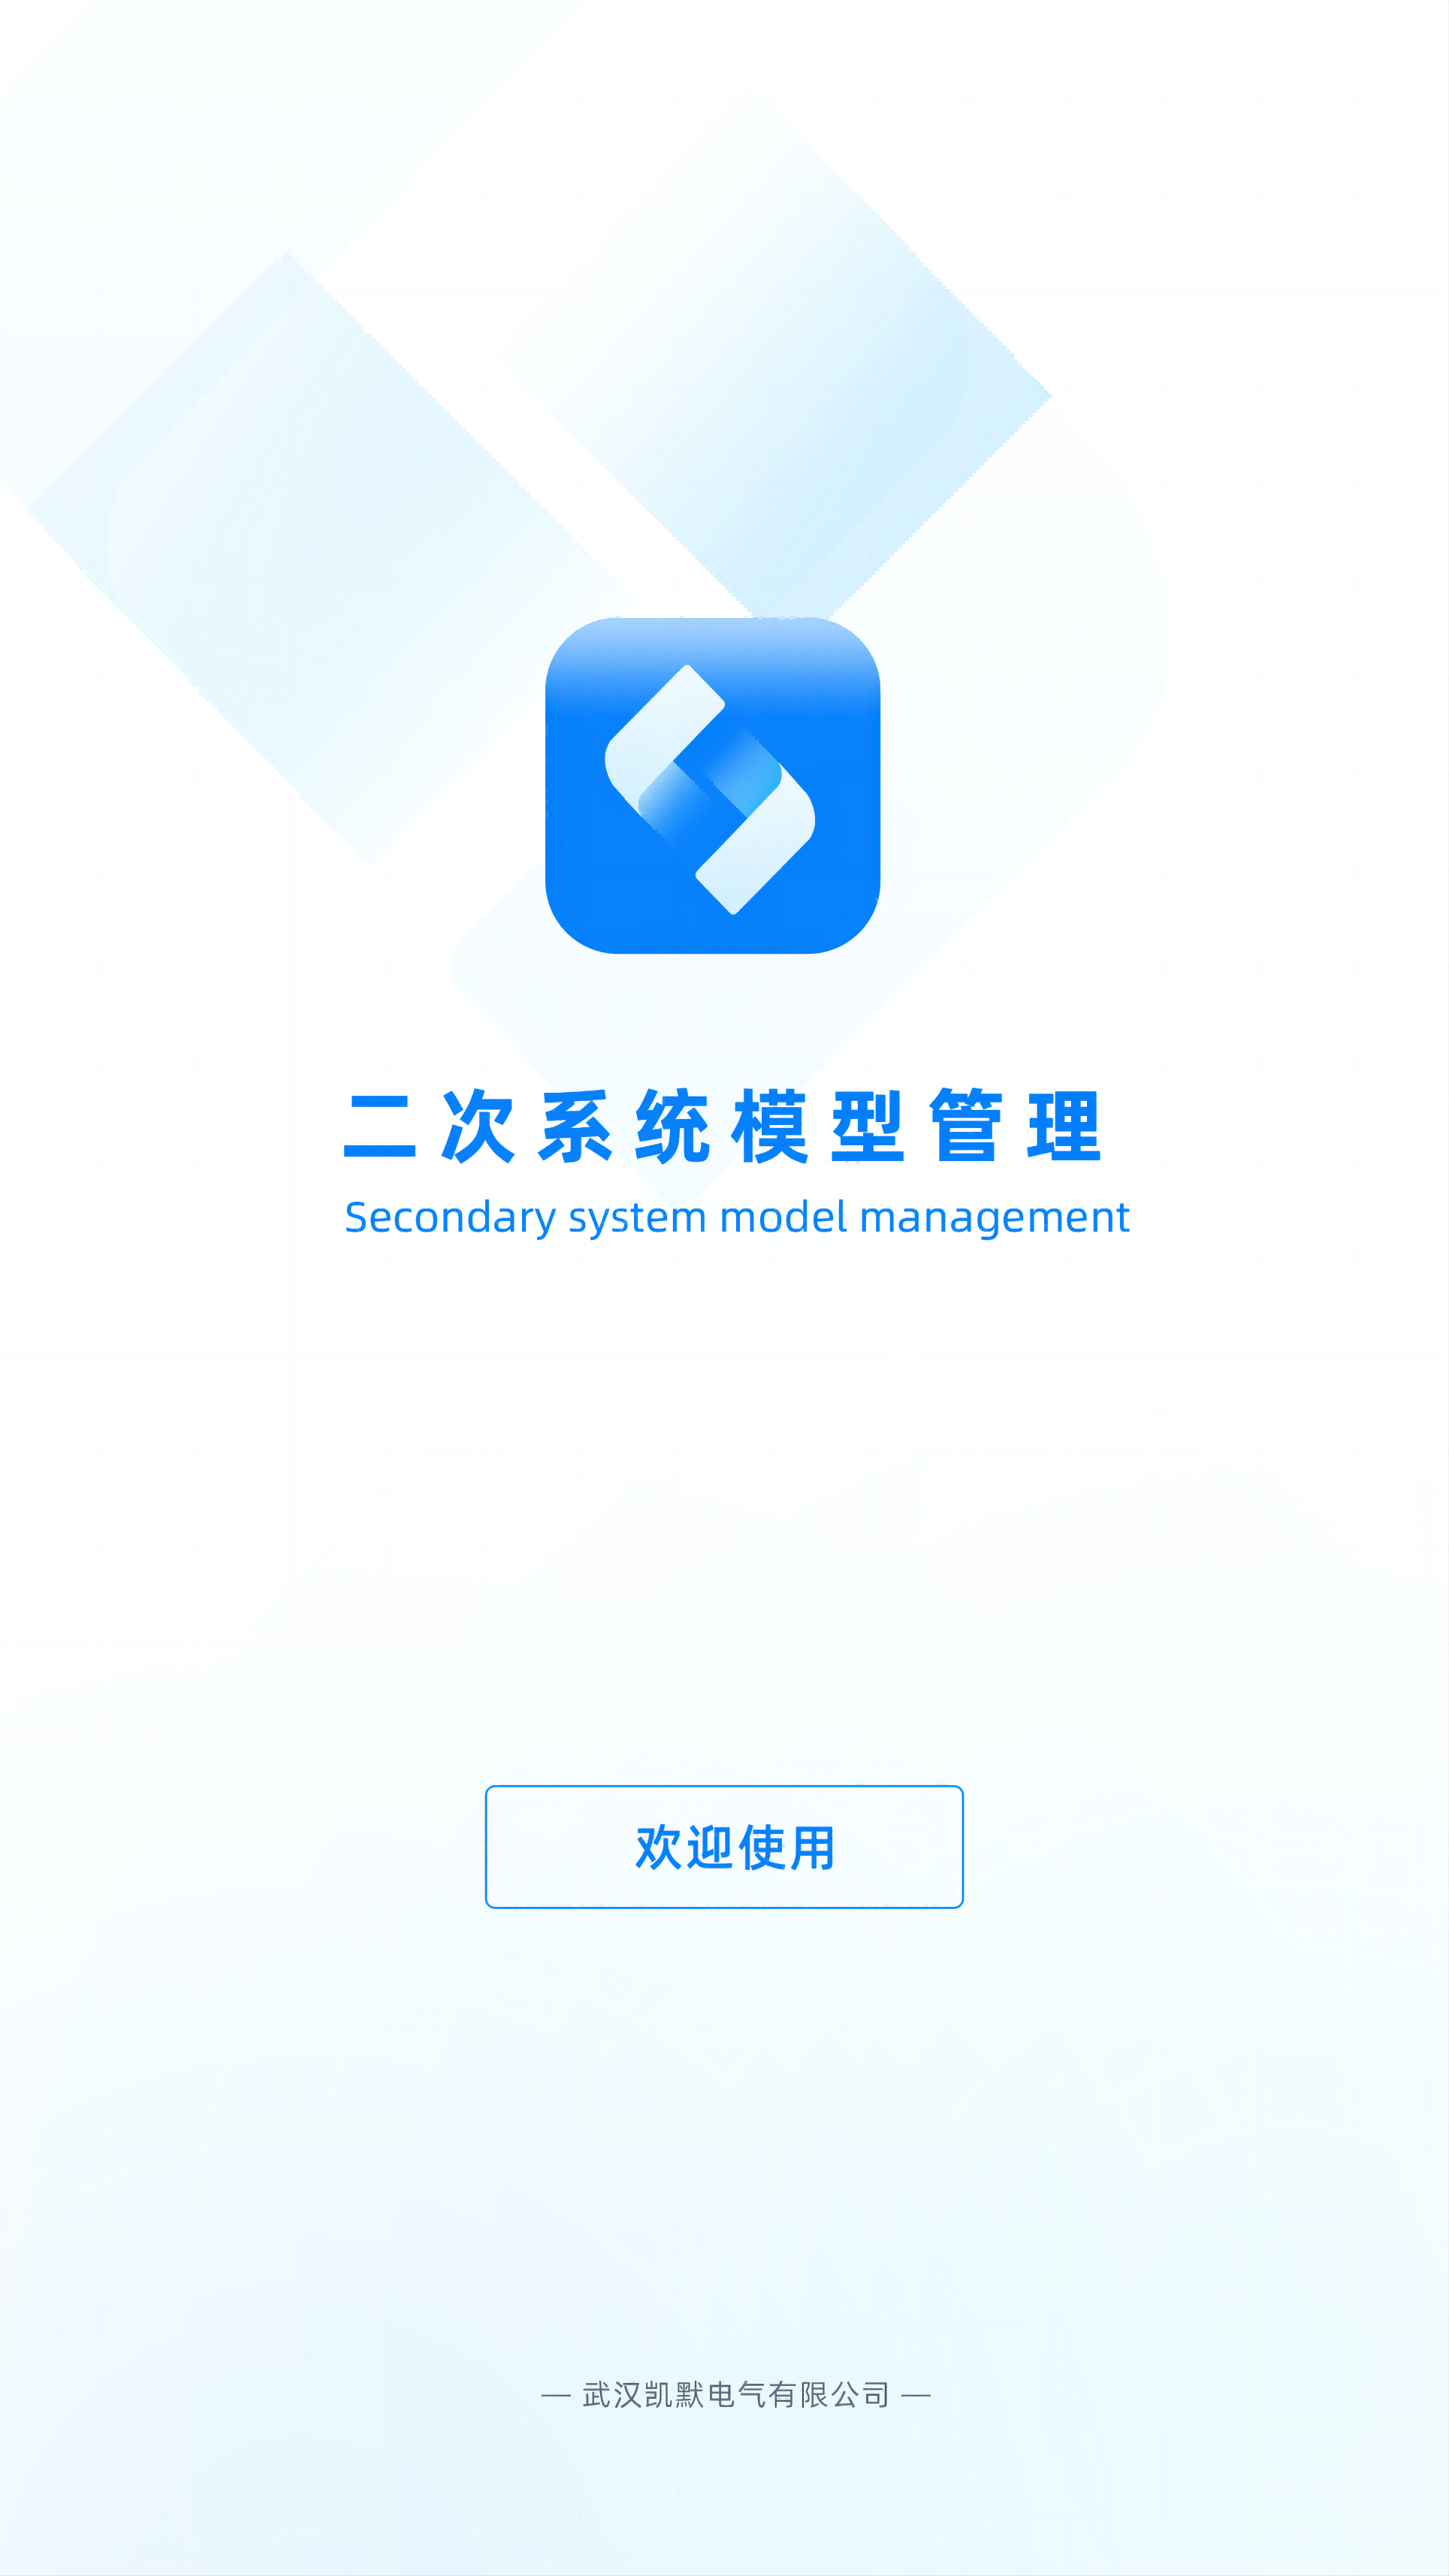 二次系统模型管理
Secondary system model management
欢迎使用
— 武汉凯默电气有限公司 —